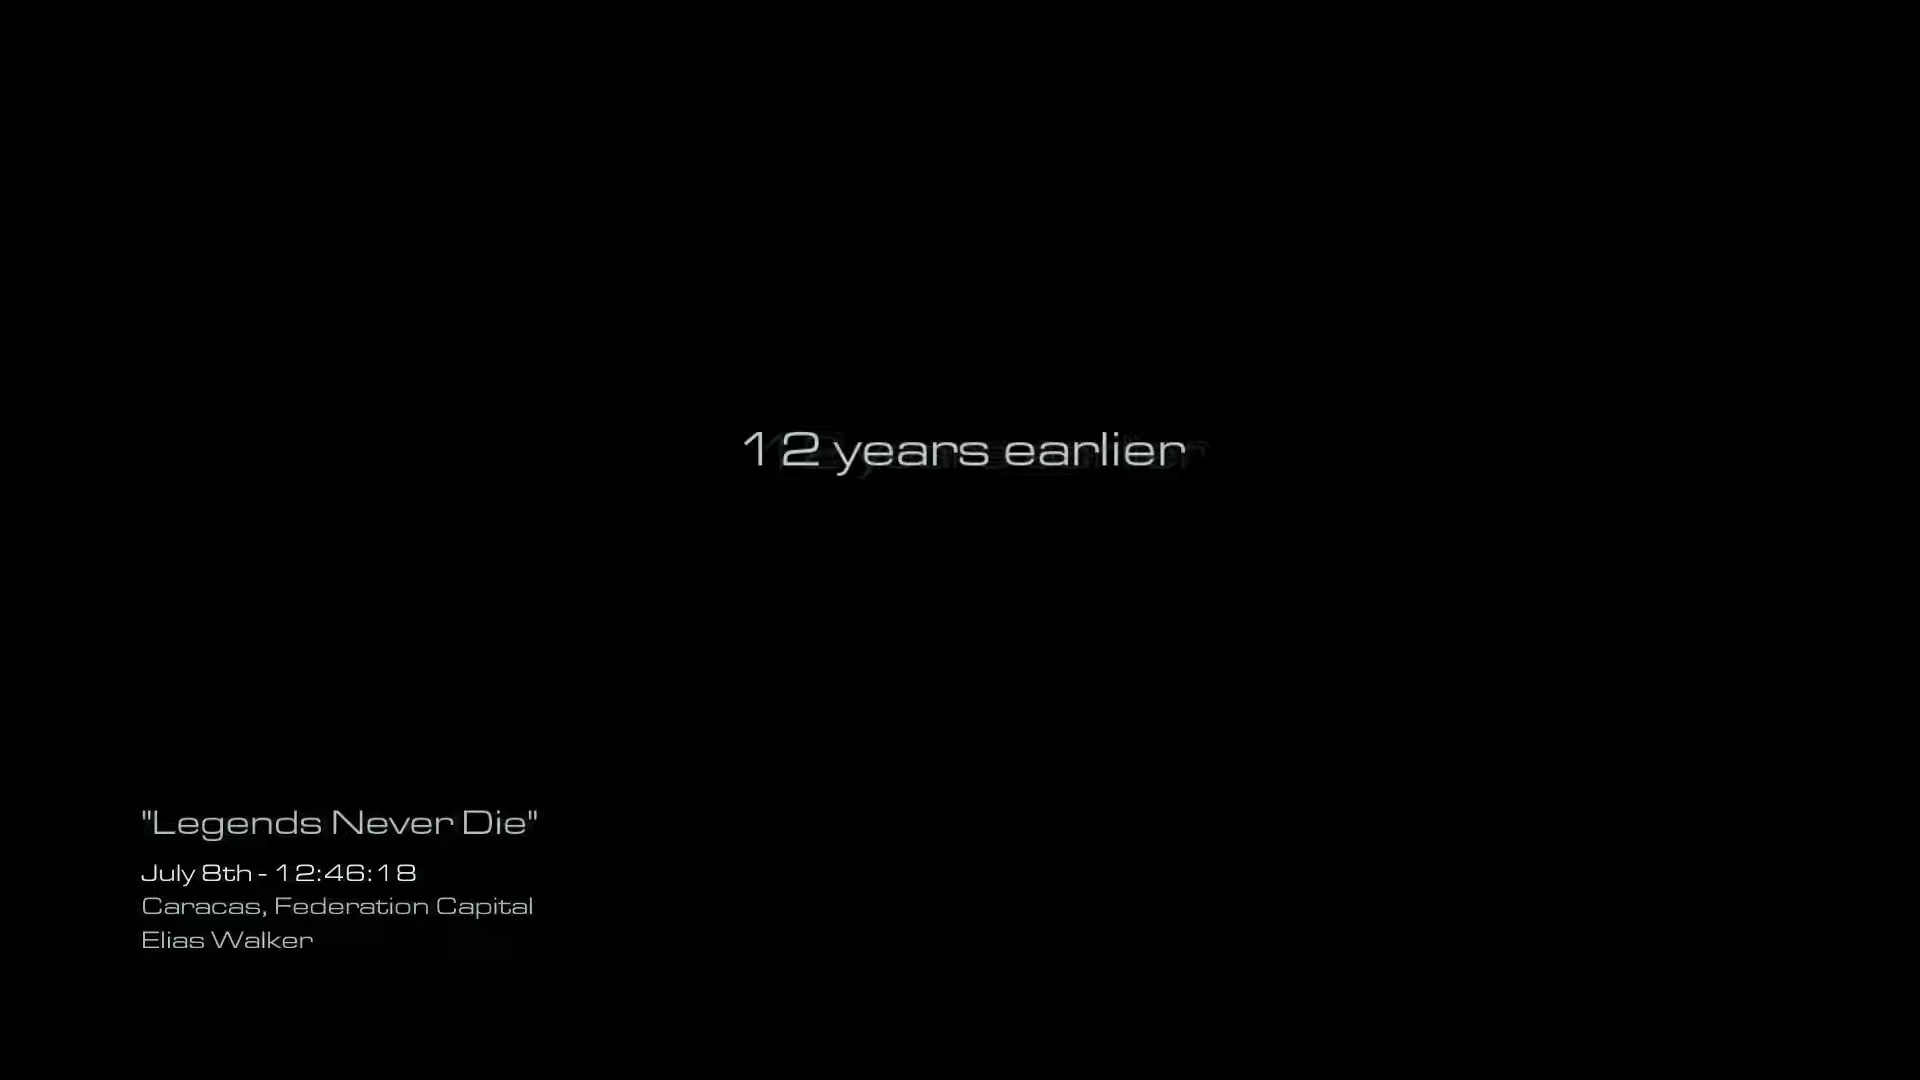 12 years earlier
"Legends Never Die"
July 8th - 12:46:18
Caracas, Federation Capital
Elias Walker